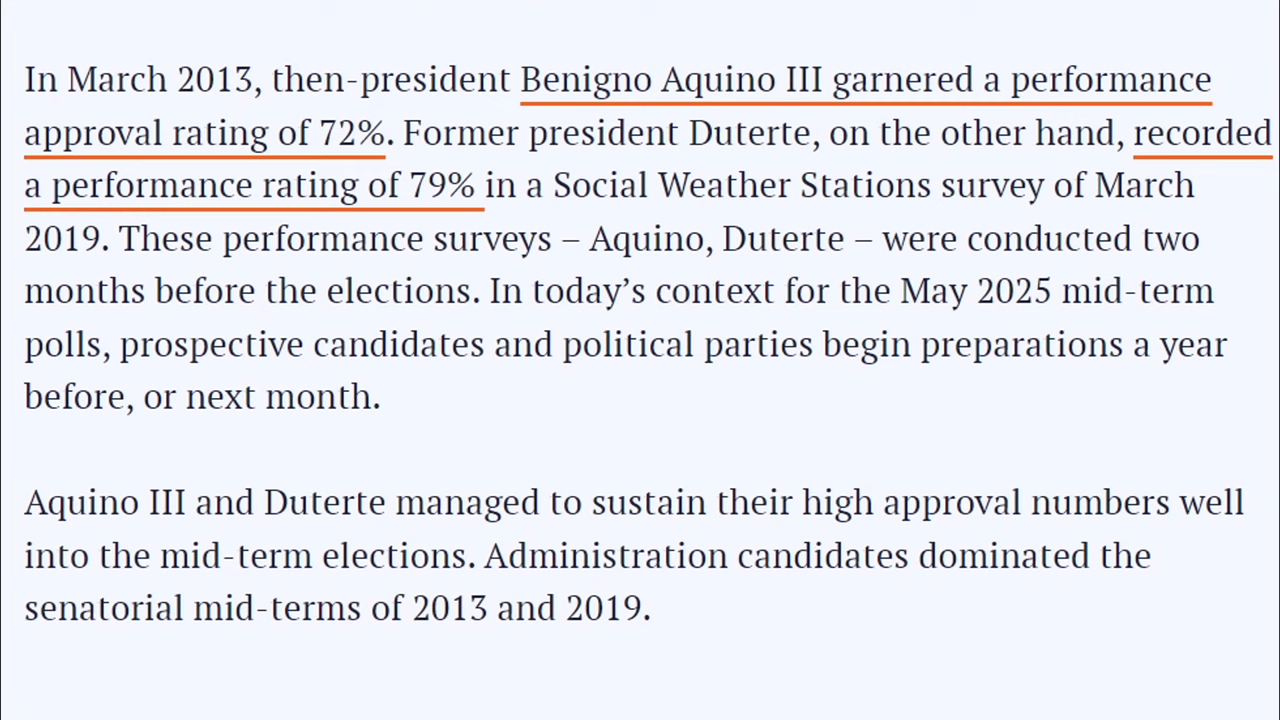 In March 2013, then-president Benigno Aquino III garnered a performance
approval rating of 72%. Former president Duterte, on the other hand, recorded
a performance rating of 79% in a Social Weather Stations survey of March
2019. These performance surveys – Aquino, Duterte – were conducted two
months before the elections. In today’s context for the May 2025 mid-term
polls, prospective candidates and political parties begin preparations a year
before, or next month.
Aquino III and Duterte managed to sustain their high approval numbers well
into the mid-term elections. Administration candidates dominated the
senatorial mid-terms of 2013 and 2019.